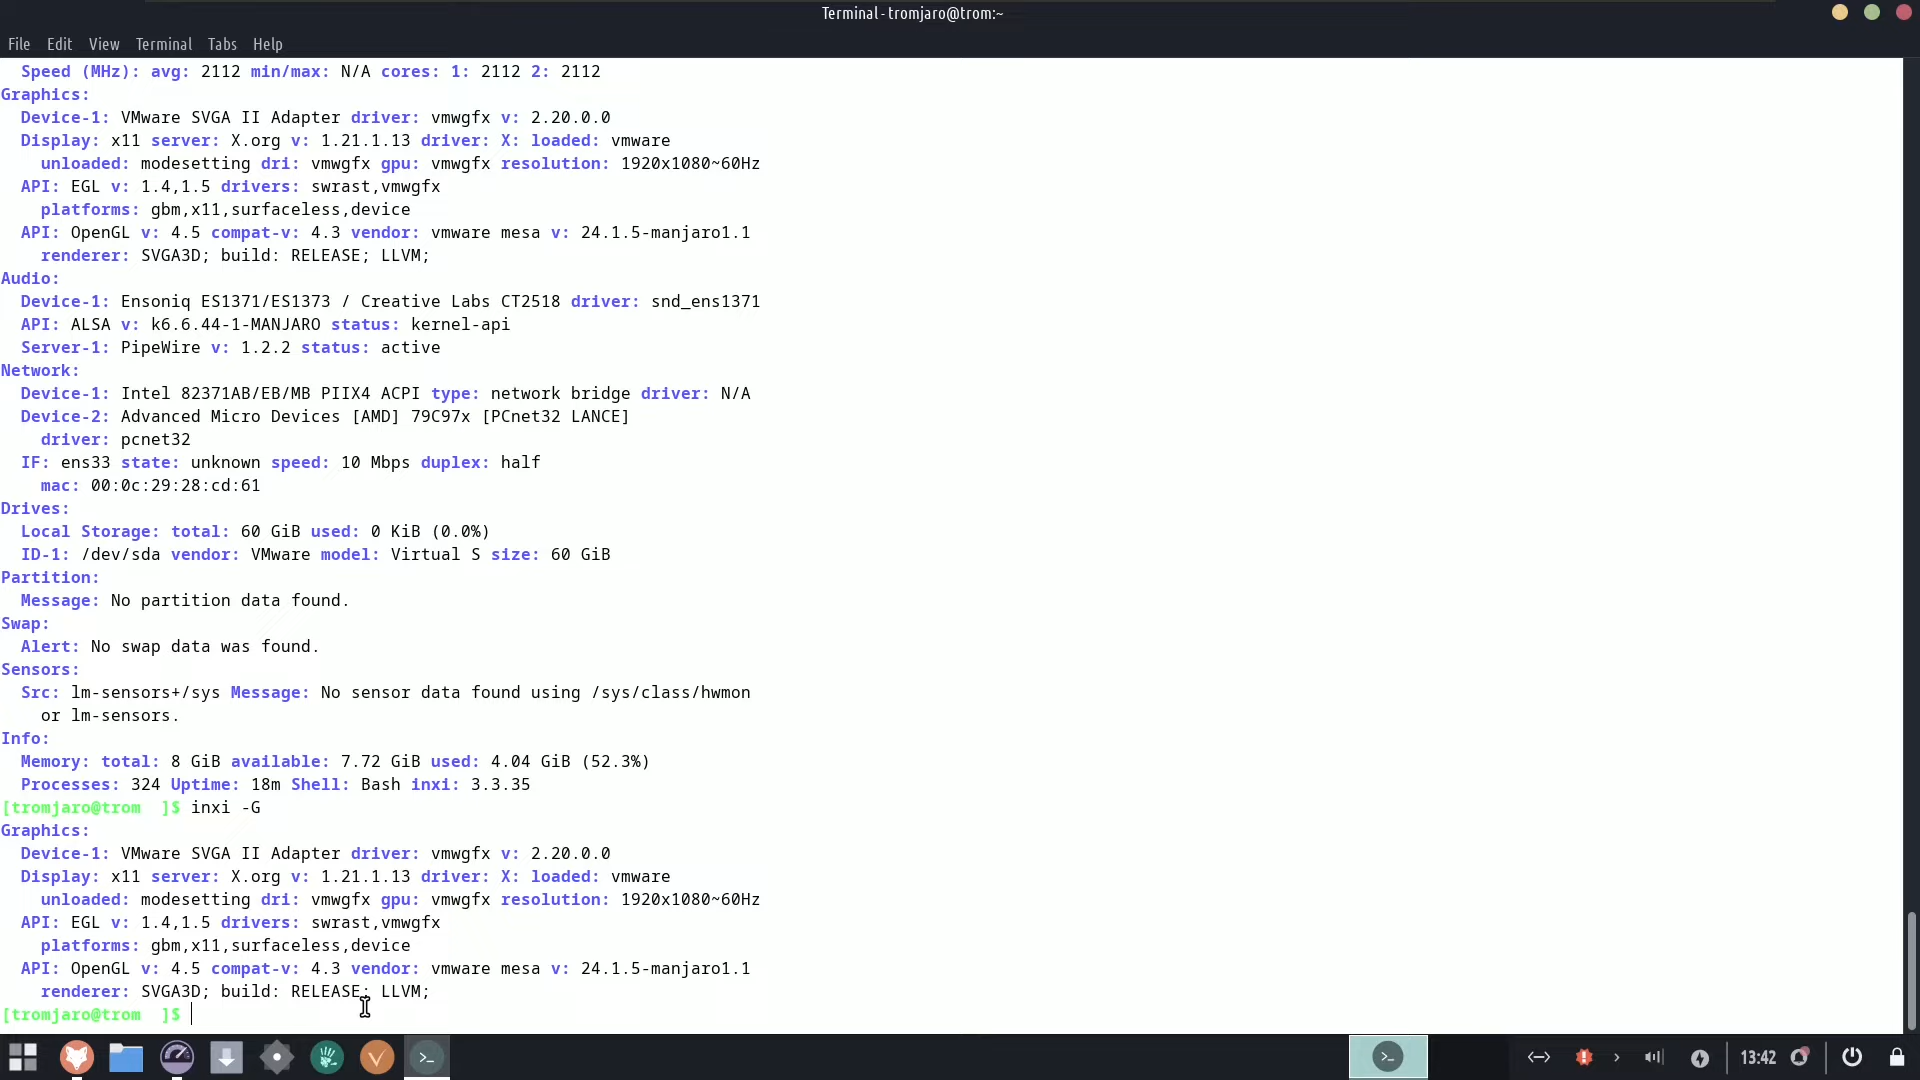 Terminal - tromjaro@trom:~
File Edit View Terminal Tabs Help
Speed (MHz): avg: 2112 min/max: N/A cores: 1: 2112 2: 2112
Graphics:
Device-1: VMware SVGA II Adapter driver: vmwgfx v: 2.20.0.0
Display: x11 server: X.org v: 1.21.1.13 driver: X: loaded: vmware
unloaded: modesetting dri: vmwgfx gpu: vmwgfx resolution: 1920x1080~60Hz
API: EGL v: 1.4,1.5 drivers: swrast,vmwgfx
platforms: gbm,x11,surfaceless,device
API: OpenGL v: 4.5 compat-v: 4.3 vendor: vmware mesa v: 24.1.5-manjaro1.1
renderer: SVGA3D; build: RELEASE; LLVM;
Audio:
Device-1: Ensoniq ES1371/ES1373 / Creative Labs CT2518 driver: snd_ens1371
API: ALSA v: k6.6.44-1-MANJARO status: kernel-api
Server-1: PipeWire v: 1.2.2 status: active
Network:
Device-1: Intel 82371AB/EB/MB PIIX4 ACPI type: network bridge driver: N/A
Device-2: Advanced Micro Devices [AMD] 79C97x [PCnet32 LANCE]
driver: pcnet32
IF: ens33 state: unknown speed: 10 Mbps duplex: half
mac: 00:0c:29:28:cd:61
Drives:
Local Storage: total: 60 GiB used: 0 KiB (0.0%)
ID-1: /dev/sda vendor: VMware model: Virtual S size: 60 GiB
Partition:
Message: No partition data found.
Swap:
Alert: No swap data was found.
Sensors:
Src: lm-sensors+/sys Message: No sensor data found using /sys/class/hwmon
or lm-sensors.
Info:
Memory: total: 8 GiB available: 7.72 GiB used: 4.04 GiB (52.3%)
Processes: 324 Uptime: 18m Shell: Bash inxi: 3.3.35
[tromjaro@trom ]$ inxi -G
Graphics:
Device-1: VMware SVGA II Adapter driver: vmwgfx v: 2.20.0.0
Display: x11 server: X.org v: 1.21.1.13 driver: X: loaded: vmware
unloaded: modesetting dri: vmwgfx gpu: vmwgfx resolution: 1920x1080~60Hz
API: EGL v: 1.4,1.5 drivers: swrast,vmwgfx
platforms: gbm,x11,surfaceless,device
API: OpenGL v: 4.5 compat-v: 4.3 vendor: vmware mesa v: 24.1.5-manjaro1.1
renderer: SVGA3D; build: RELEASE; LLVM;
[tromjaro@trom ]$
13:42